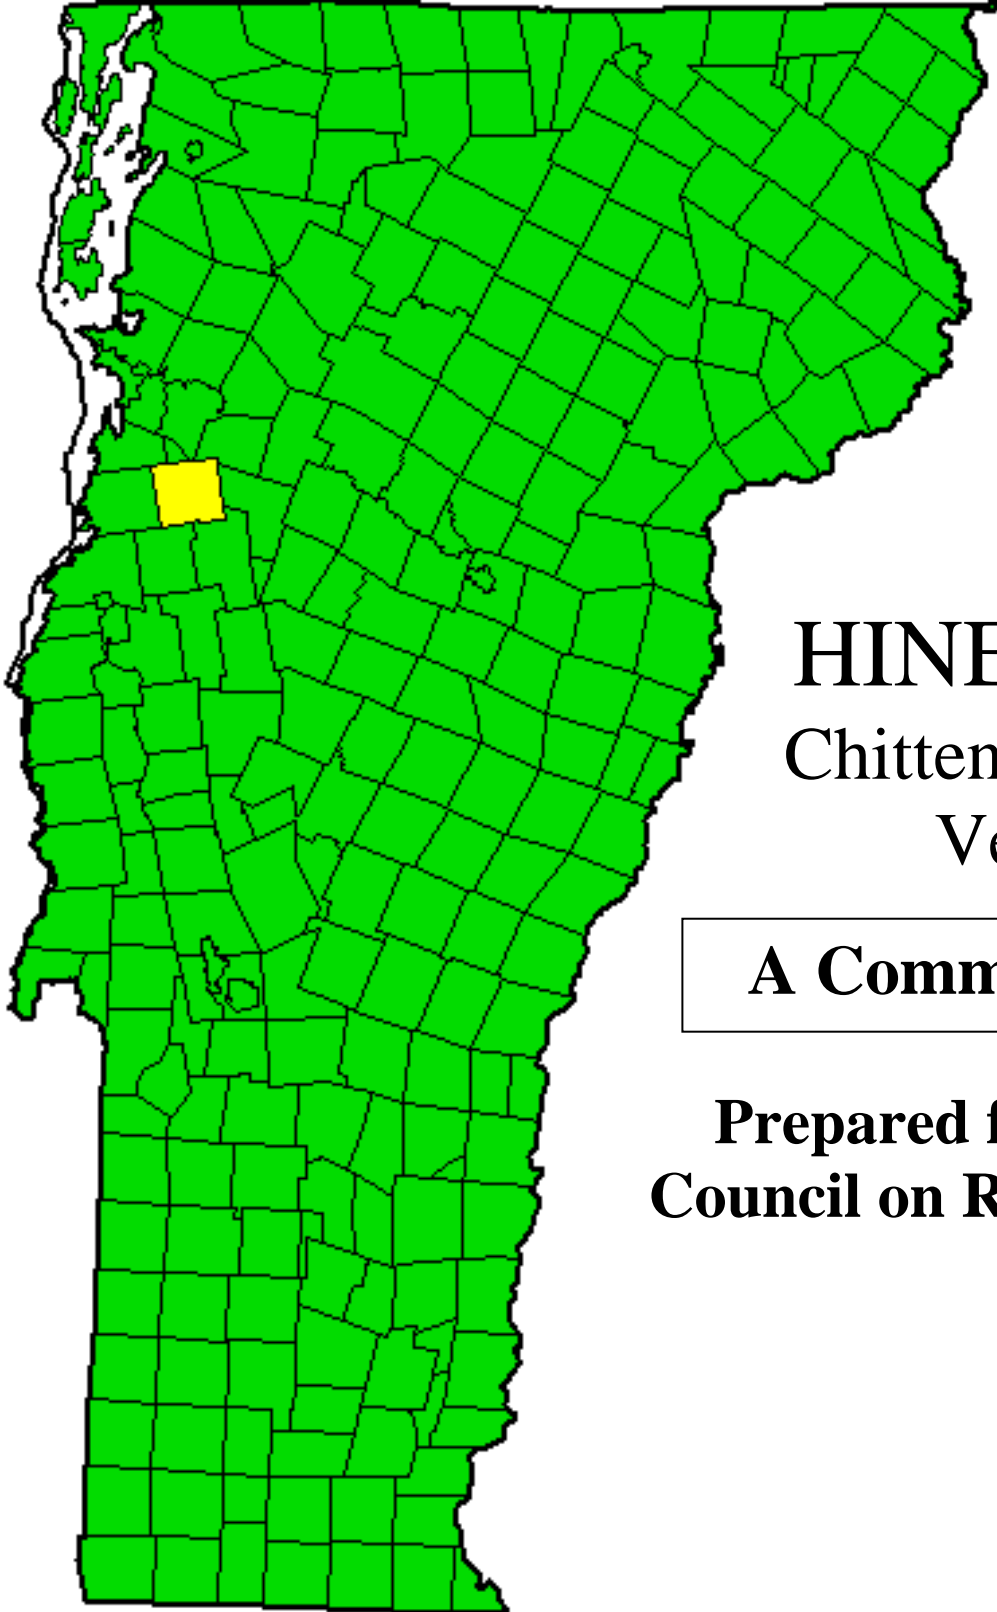 HINE
Chitten
Ve
A Comm
Prepared f
Council on R